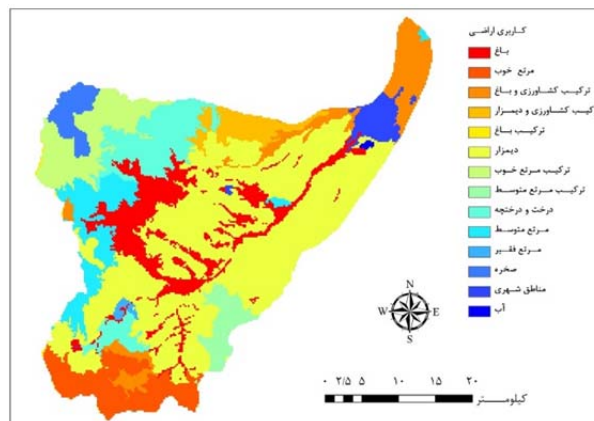 کاربری اراضی
باغ
مرتع خوب
ترکیب کشاورزی و باغ
کیب کشاورزی و دیمزار
ترکیب باغ
دیمزار
ترکیب مرتع خوب
ترکیب مرتع متوسط
درخت و درختچه
مرتع متوسط
مرتع فقیر
صخره
مناطق شهری
آب
N
W E
S
۰ ۲/۵ ۵ ۱۰ ۱۵ ۲۰
کیلومتر